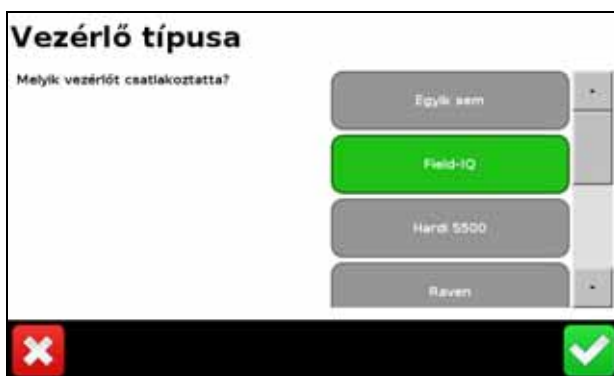 Vezérlő típusa
Melyik vezérlőt csatlakoztatta?
Egyik sem
Field-IQ
Hardi 5500
Raven